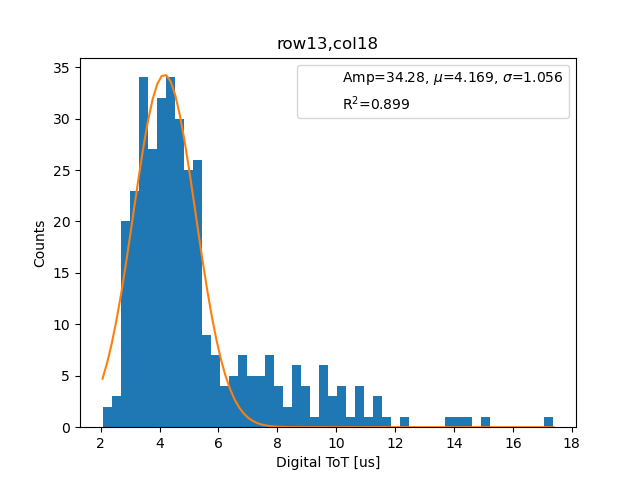 row13,col18
Amp=34.28, μ=4.169, σ=1.056
R²=0.899
35
30
25
20
15
10
5
0
Counts
2 4 6 8 10 12 14 16 18
Digital ToT [us]